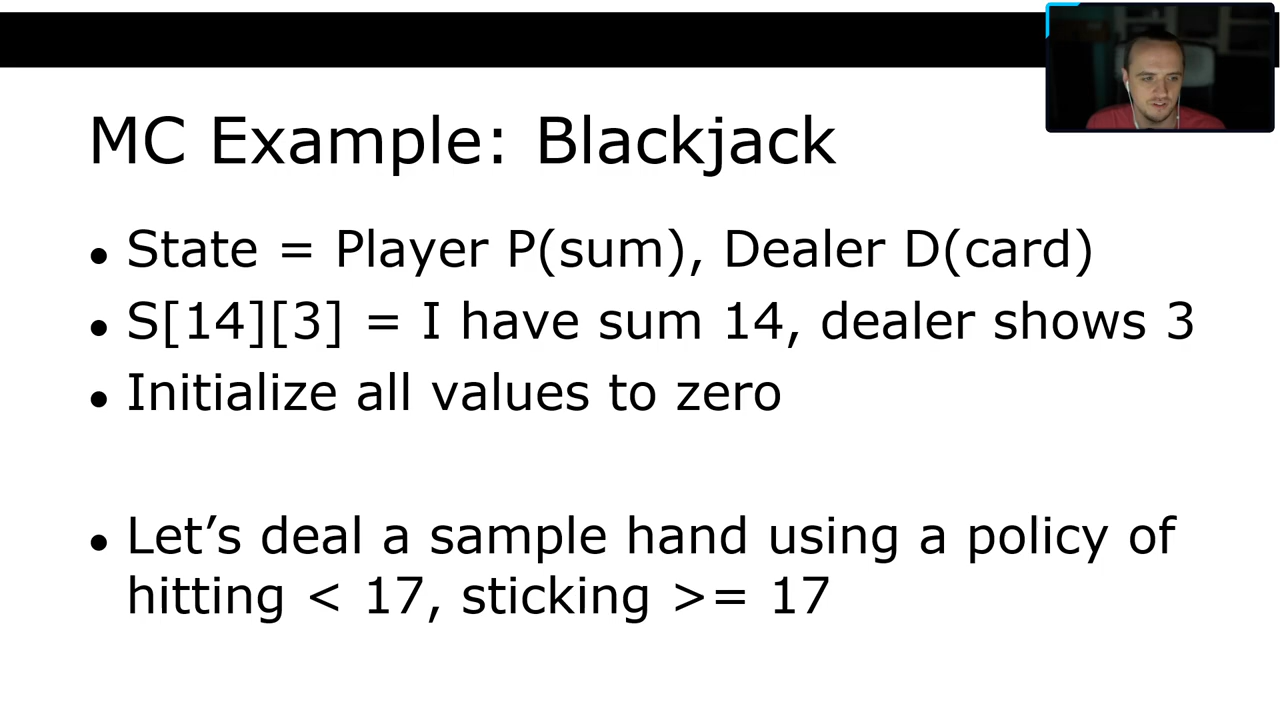 MC Example: Blackjack
• State = Player P(sum), Dealer D(card)
• S[14][3] = I have sum 14, dealer shows 3
• Initialize all values to zero
• Let’s deal a sample hand using a policy of
hitting < 17, sticking >= 17